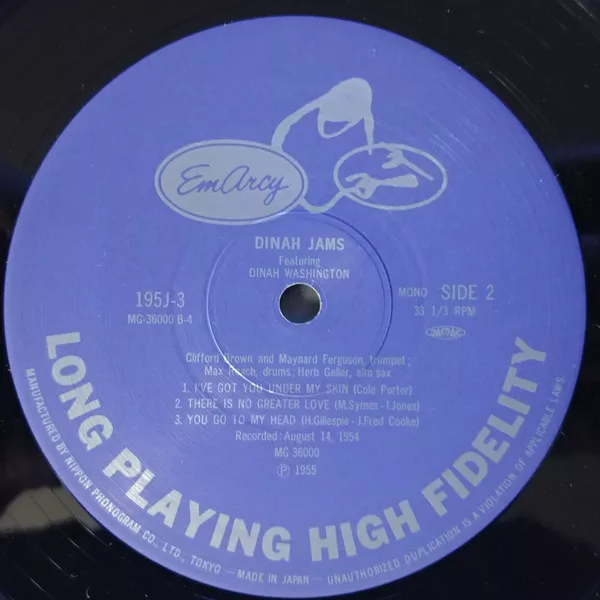 EmArcy
DINAH JAMS
Featuring
DINAH WASHINGTON
195J-3
MG-36000 B-4
MONO SIDE 2
33 1/3 RPM
Clifford Brown and Maynard Ferguson, trumpet;
Max Roach, drums; Herb Geller, alto sax
1. I'VE GOT YOU UNDER MY SKIN (Cole Porter)
2. THERE IS NO GREATER LOVE (M.Symes-I.Jones)
3. YOU GO TO MY HEAD (H.Gillespie-J.Fred Coots)
Recorded: August 14, 1954
MG 36000
Ⓟ 1955
LONG PLAYING HIGH FIDELITY
MANUFACTURED BY NIPPON PHONOGRAM CO., LTD., TOKYO — MADE IN JAPAN — UNAUTHORIZED DUPLICATION IS A VIOLATION OF APPLICABLE LAWS